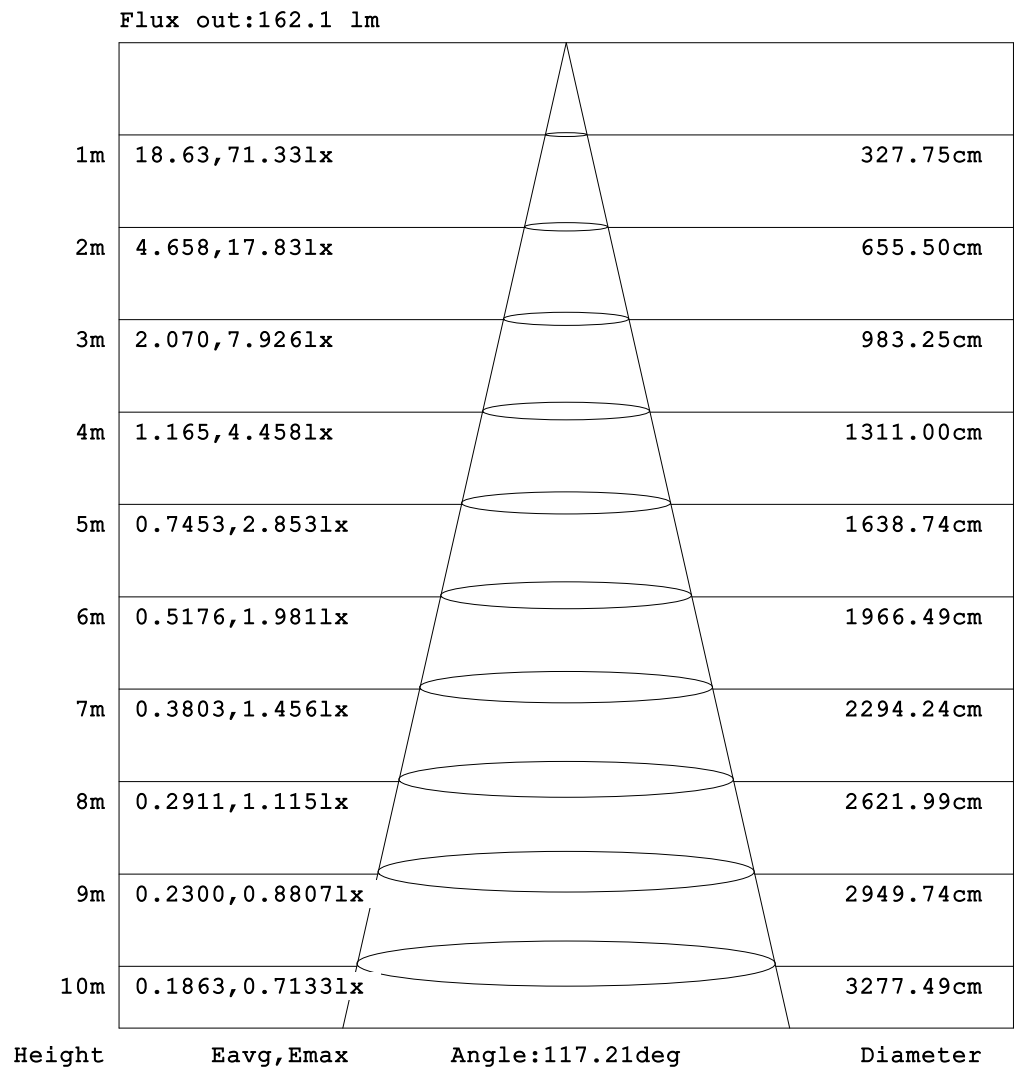 Flux out:162.1 lm
1m 18.63,71.33lx 327.75cm
2m 4.658,17.83lx 655.50cm
3m 2.070,7.926lx 983.25cm
4m 1.165,4.458lx 1311.00cm
5m 0.7453,2.853lx 1638.74cm
6m 0.5176,1.981lx 1966.49cm
7m 0.3803,1.456lx 2294.24cm
8m 0.2911,1.115lx 2621.99cm
9m 0.2300,0.8807lx 2949.74cm
10m 0.1863,0.7133lx 3277.49cm
Height Eavg,Emax Angle:117.21deg Diameter